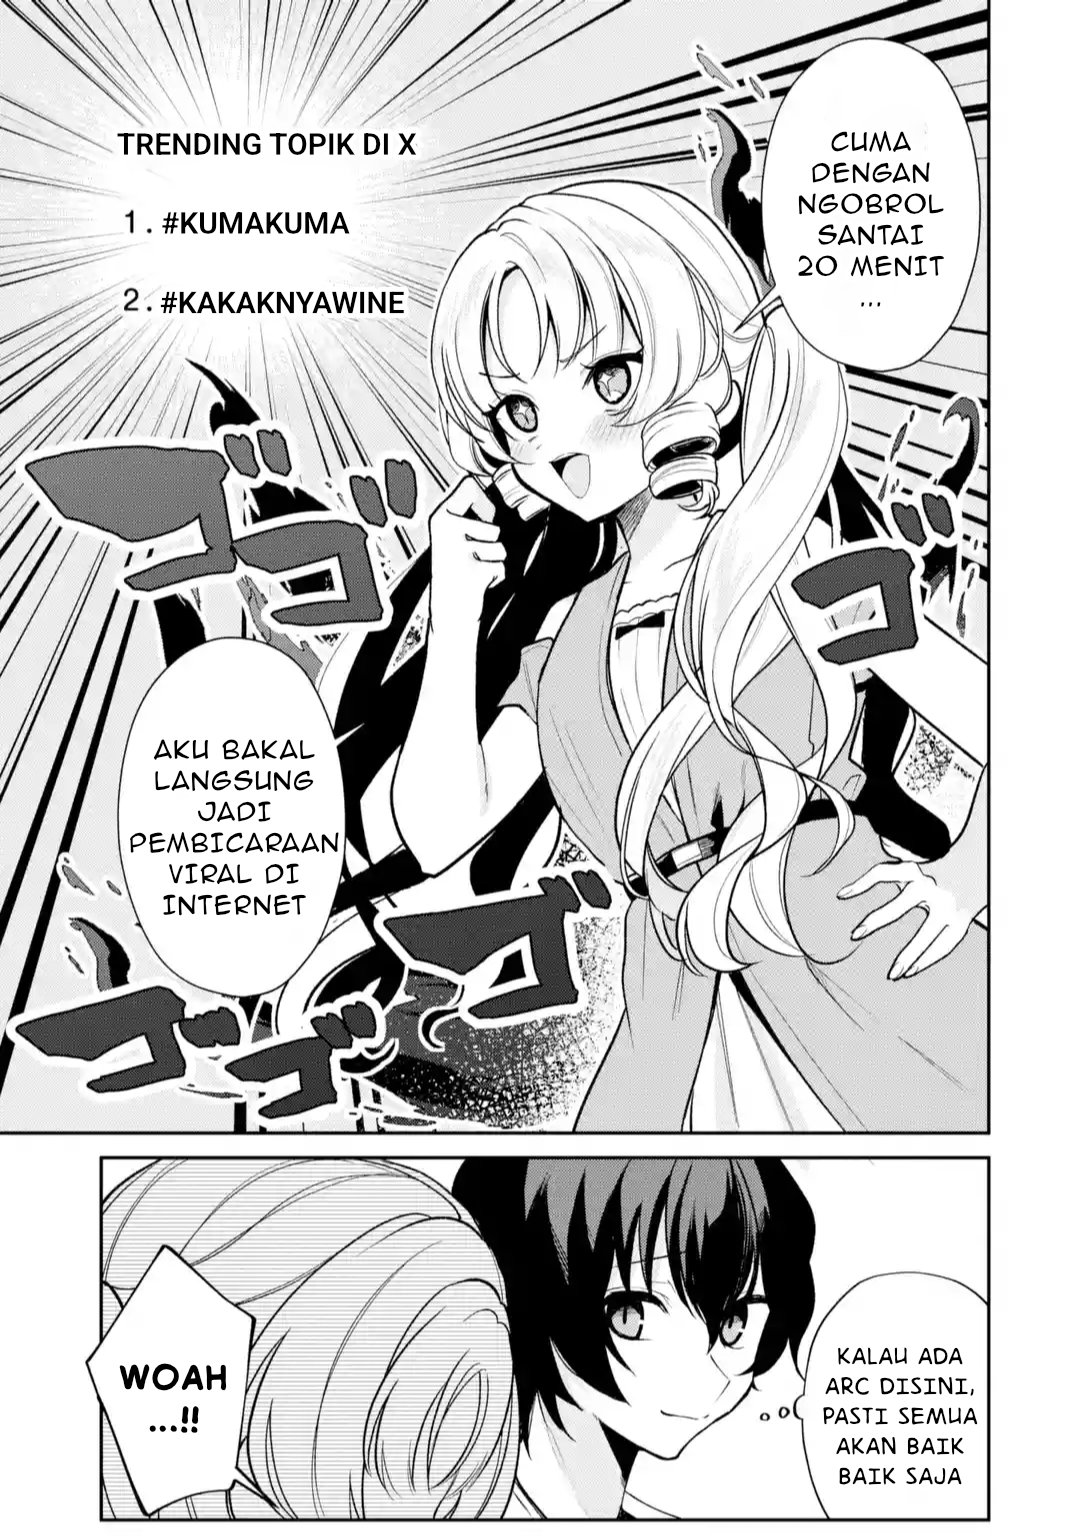 TRENDING TOPIK DI X
1. #KUMAKUMA
2. #KAKAKNYAWINE
CUMA
DENGAN
NGOBROL
SANTAI
20 MENIT
...
ゴゴ
ゴ
AKU BAKAL
LANGSUNG
JADI
PEMBICARAAN
VIRAL DI
INTERNET
ゴ
ゴゴゴ
WOAH
...!!
KALAU ADA
ARC DISINI,
PASTI SEMUA
AKAN BAIK
BAIK SAJA